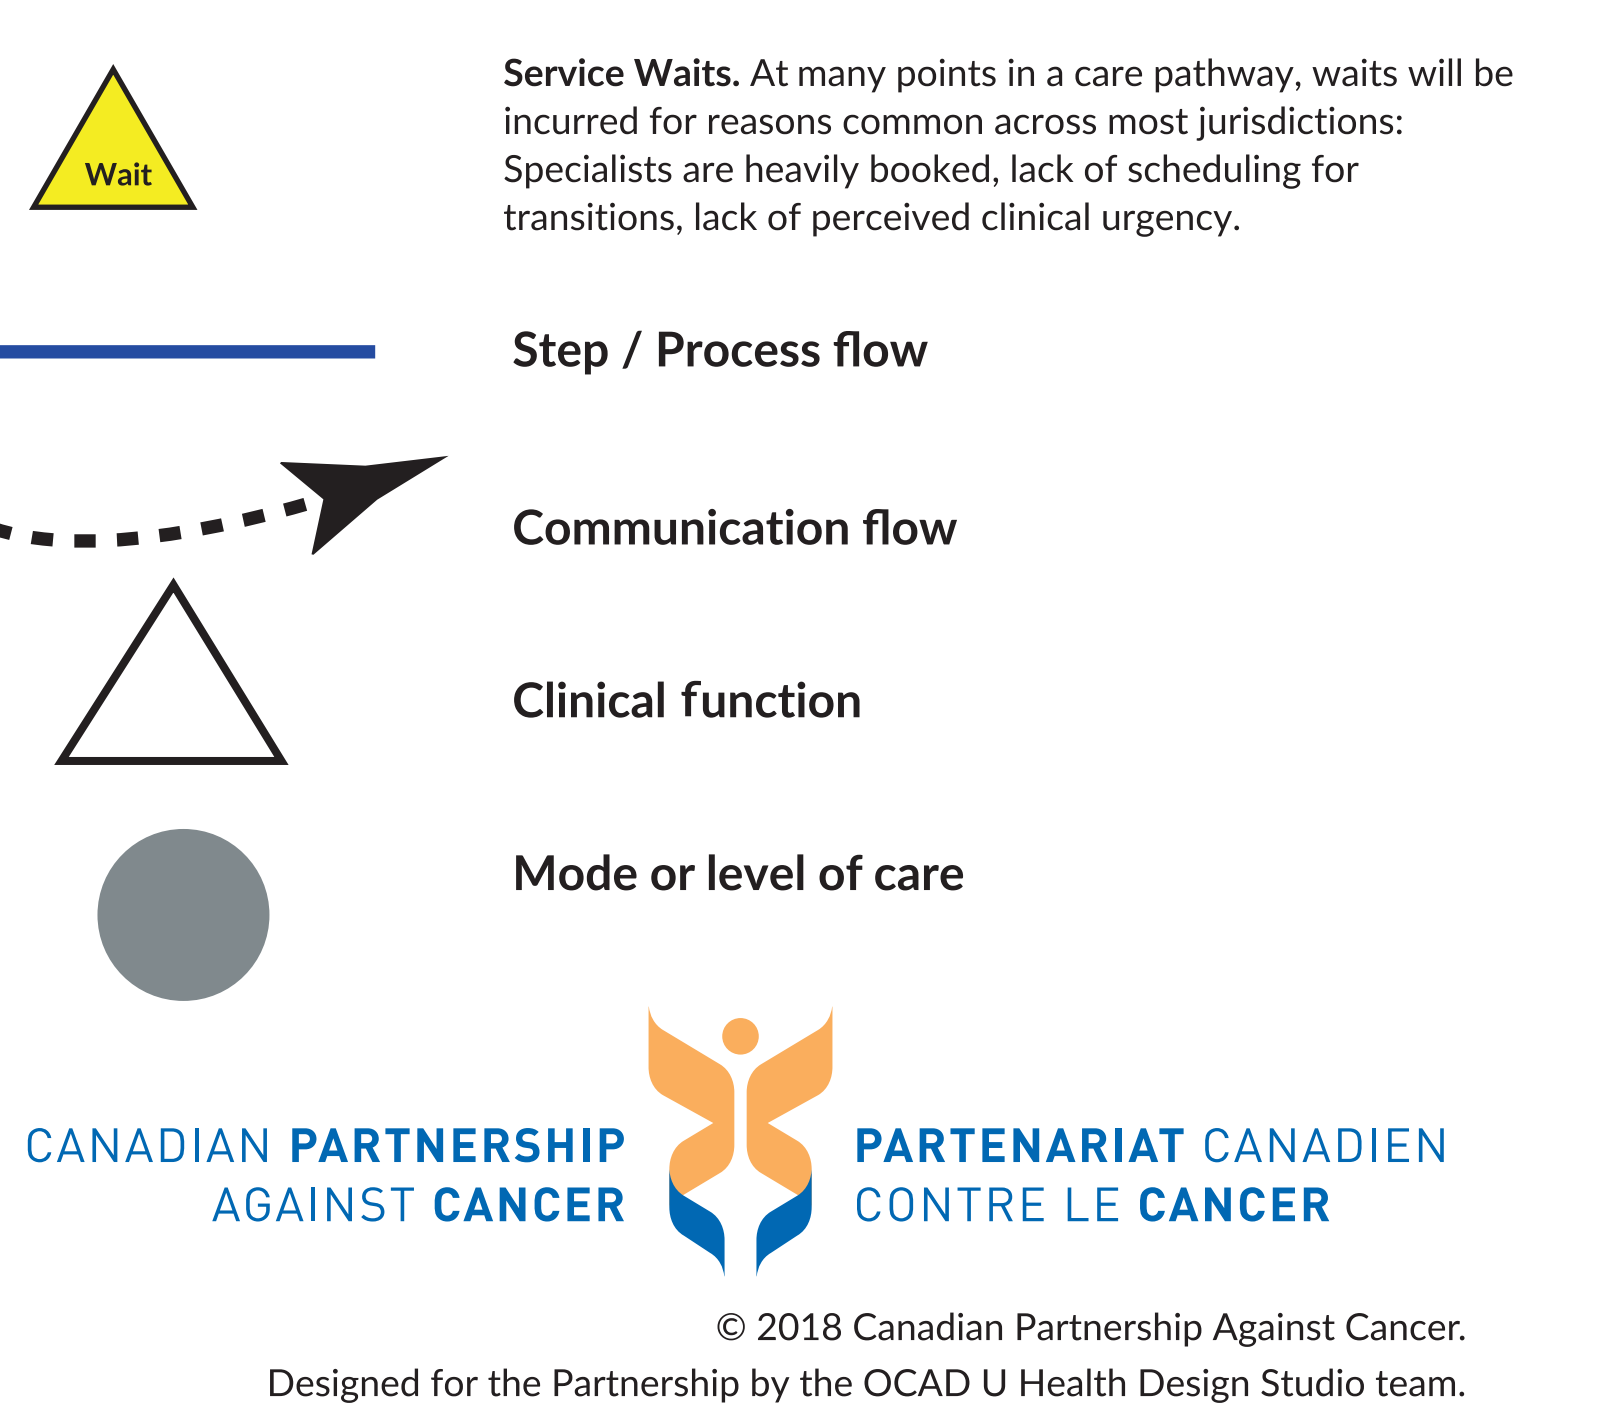 Wait
Service Waits. At many points in a care pathway, waits will be
incurred for reasons common across most jurisdictions:
Specialists are heavily booked, lack of scheduling for
transitions, lack of perceived clinical urgency.
Step / Process flow
Communication flow
Clinical function
Mode or level of care
CANADIAN PARTNERSHIP
AGAINST CANCER
PARTENARIAT CANADIEN
CONTRE LE CANCER
© 2018 Canadian Partnership Against Cancer.
Designed for the Partnership by the OCAD U Health Design Studio team.